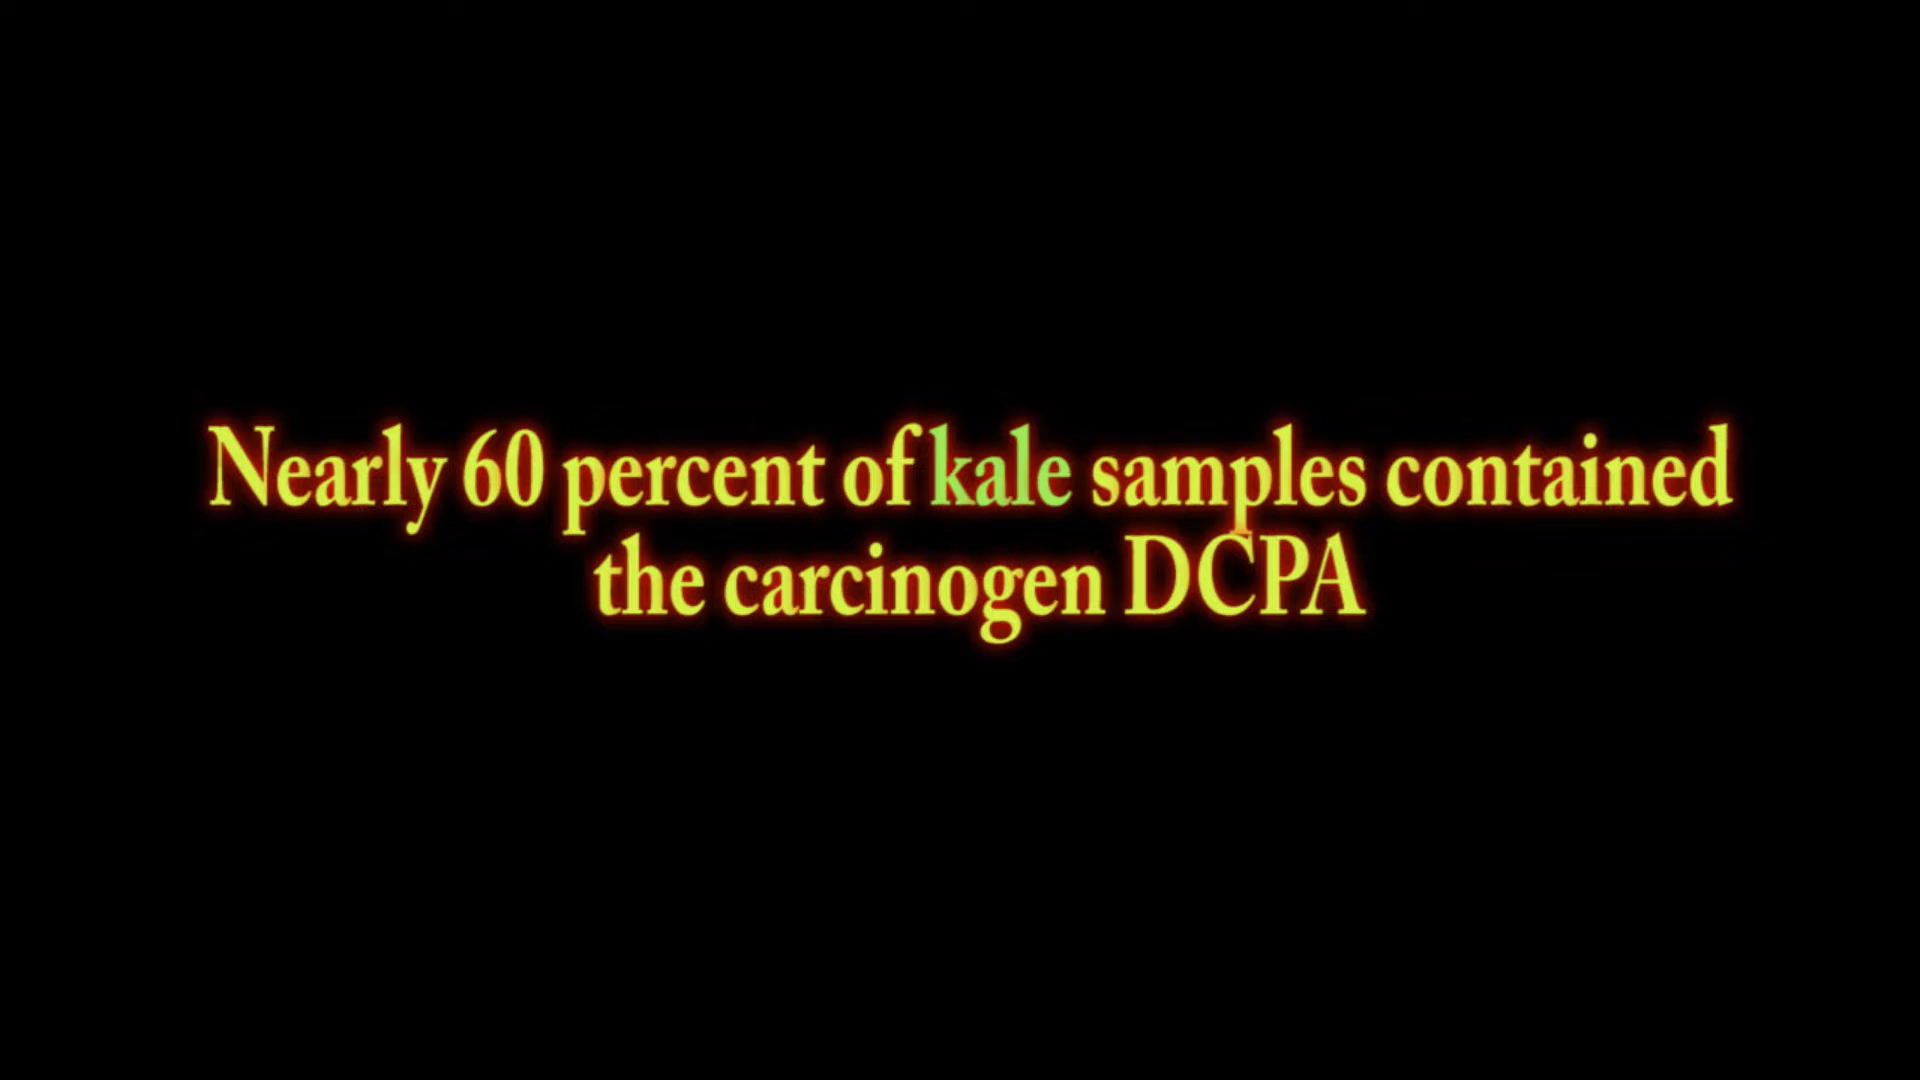 Nearly 60 percent of kale samples contained
the carcinogen DCPA